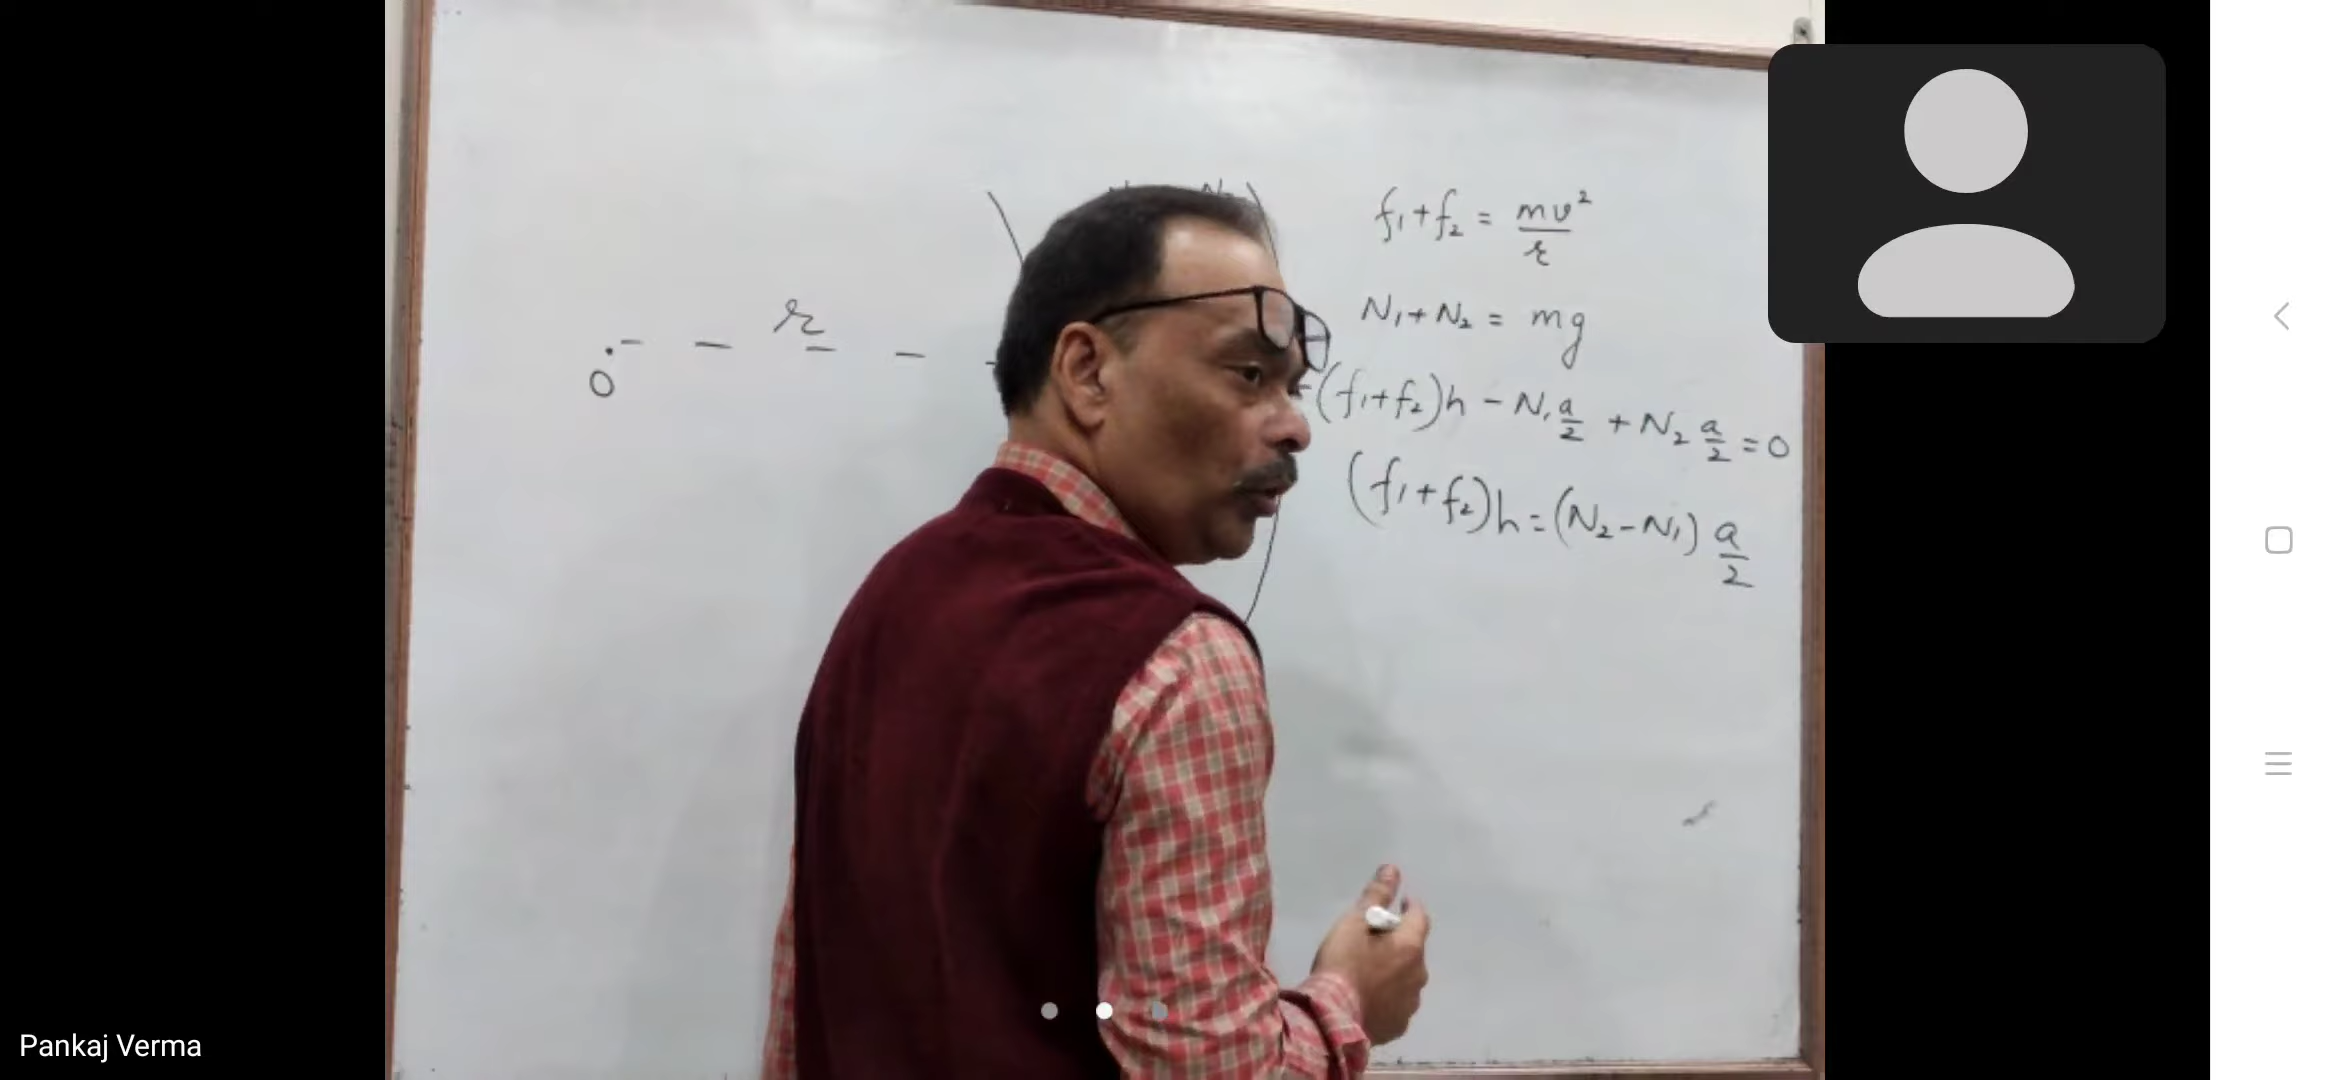 f₁+f₂ = mv²/r
r
N₁+N₂ = mg
O
(f₁+f₂)h - N₁ a/2 + N₂ a/2 = 0
(f₁+f₂)h = (N₂-N₁) a/2
Pankaj Verma